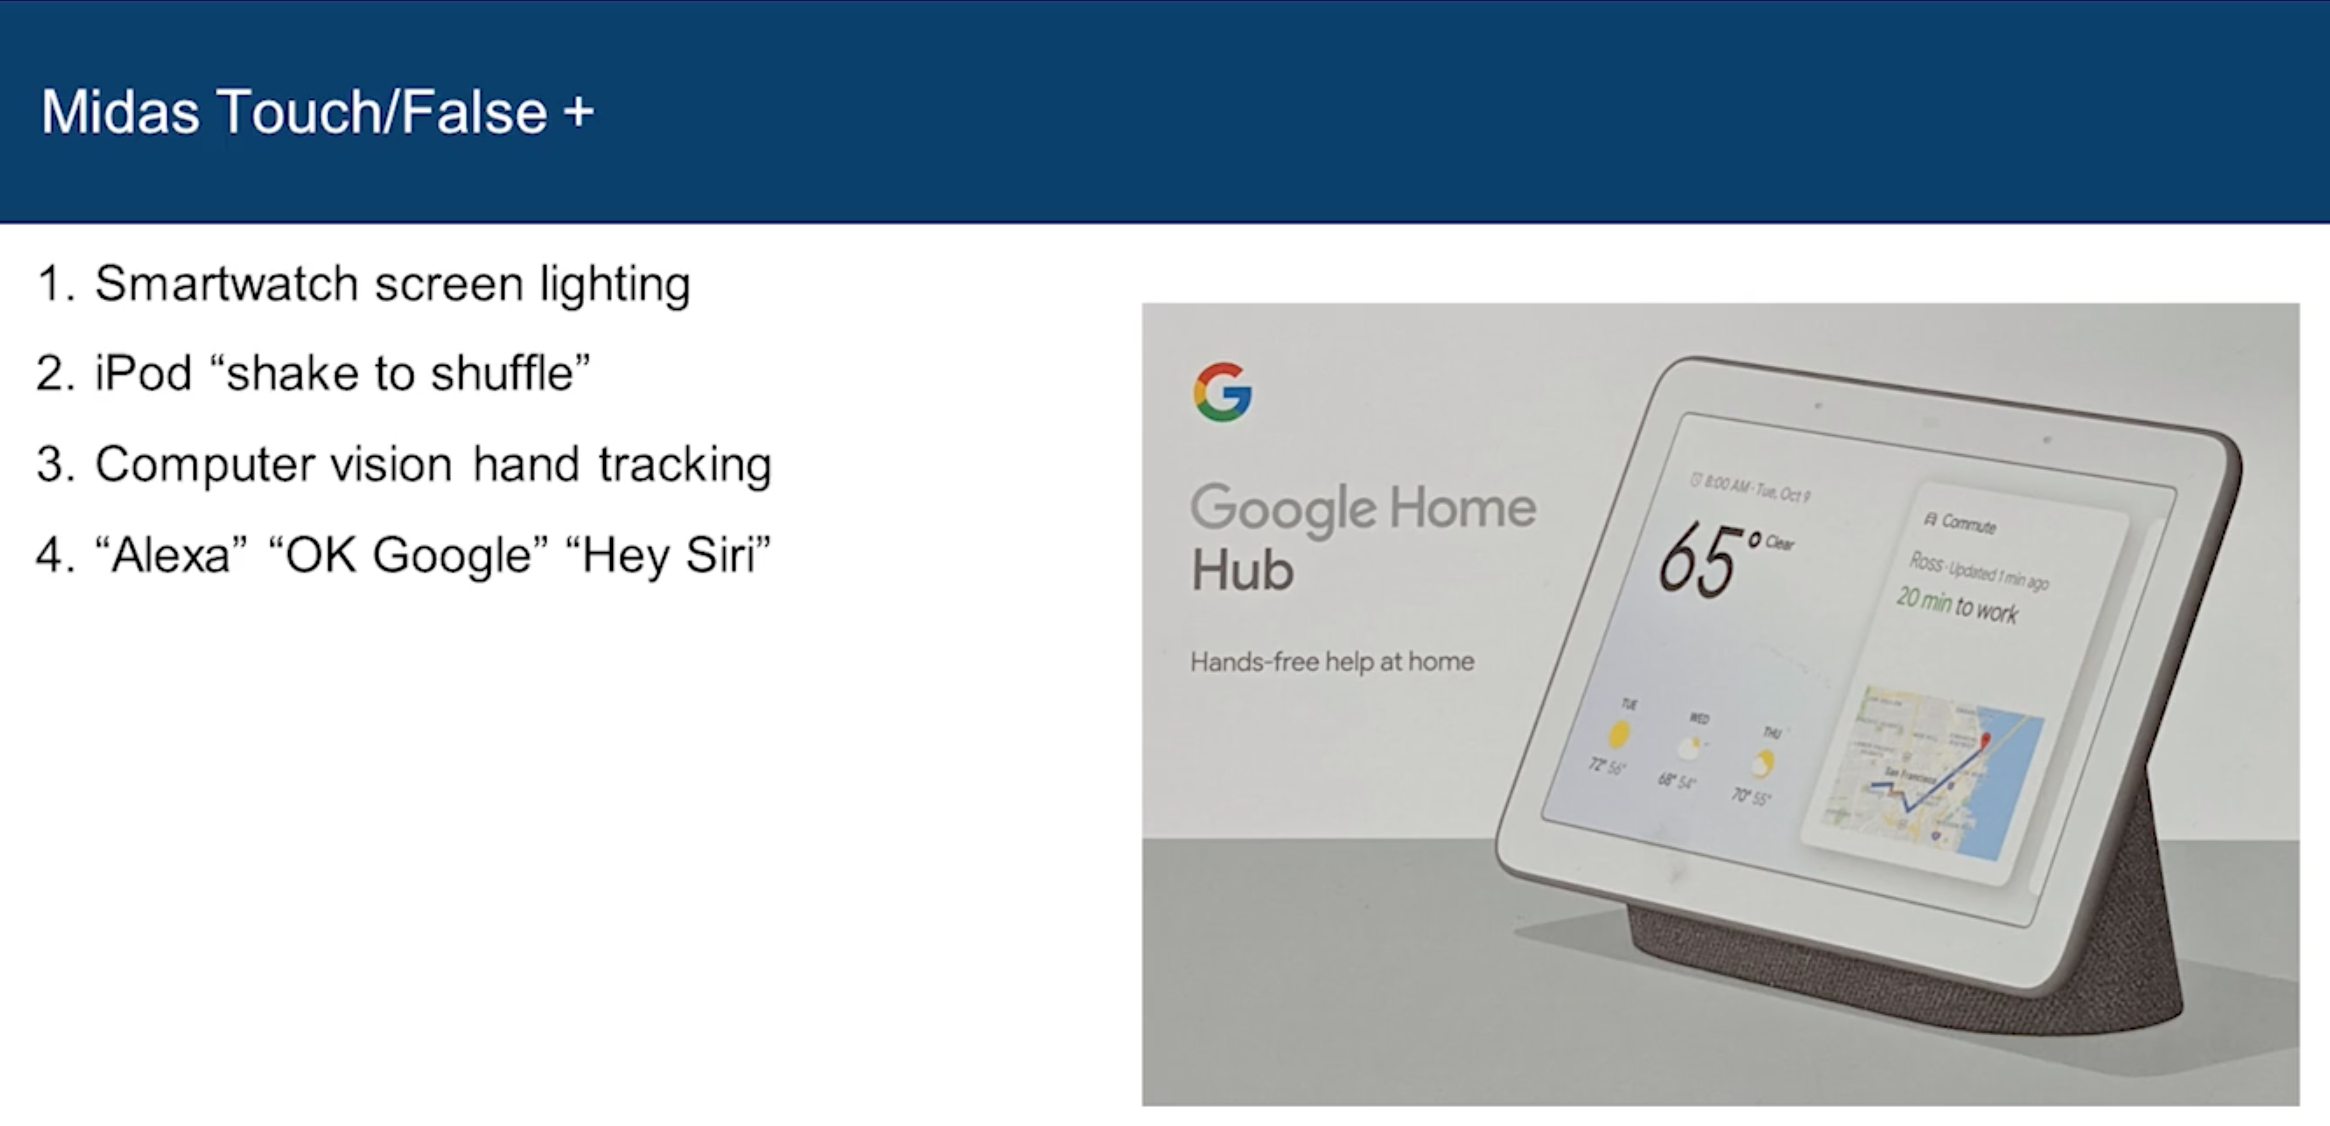 Midas Touch/False +
1. Smartwatch screen lighting
2. iPod “shake to shuffle”
3. Computer vision hand tracking
4. “Alexa” “OK Google” “Hey Siri”
G
Google Home
Hub
Hands-free help at home
8:00 AM · Tue, Oct 9
65° Clear
TUE
72° 56°
WED
68° 54°
THU
70° 55°
Commute
Ross · Updated 1 min ago
20 min to work
San Francisco